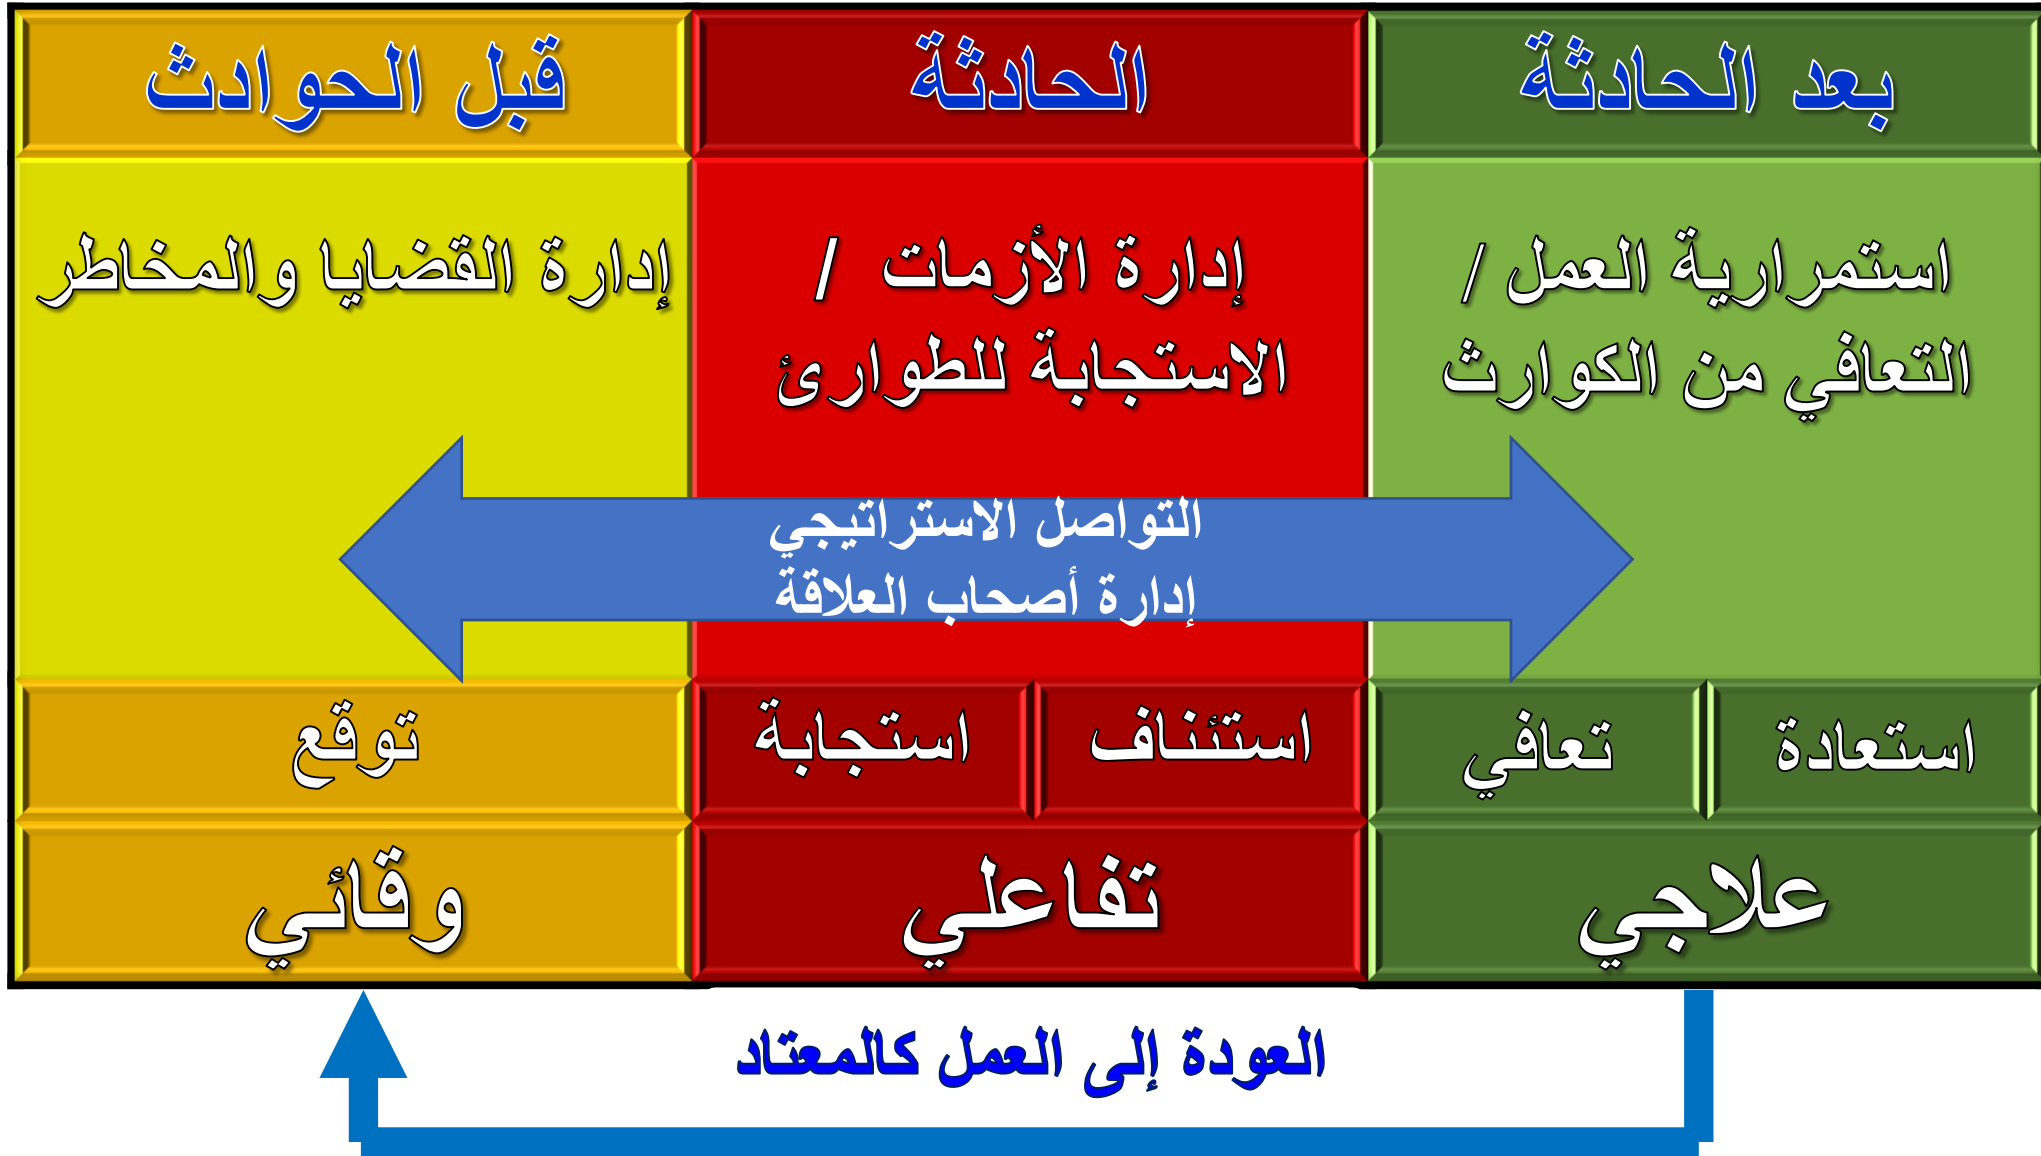 قبل الحوادث
الحادثة
بعد الحادثة
إدارة القضايا والمخاطر
إدارة الأزمات /
الاستجابة للطوارئ
استمرارية العمل /
التعافي من الكوارث
التواصل الاستراتيجي
إدارة أصحاب العلاقة
توقع
استجابة
استئناف
تعافي
استعادة
وقائي
تفاعلي
علاجي
العودة إلى العمل كالمعتاد